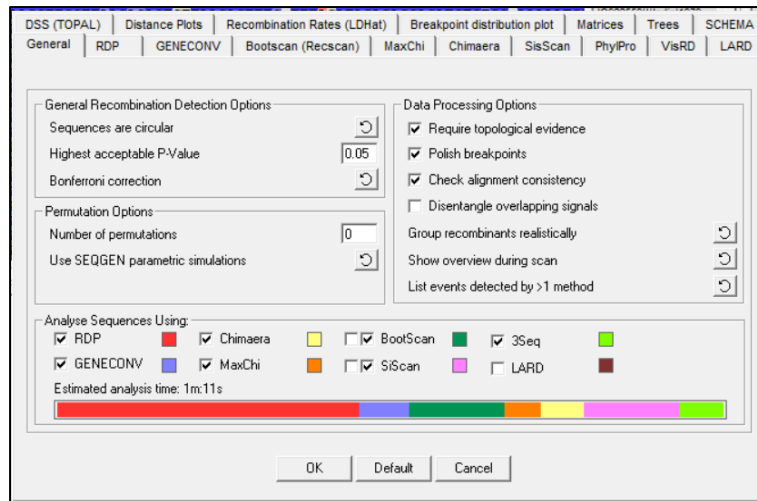 DSS (TOPAL) Distance Plots Recombination Rates (LDHat) Breakpoint distribution plot Matrices Trees SCHEMA
General RDP GENECONV Bootscan (Recscan) MaxChi Chimaera SisScan PhylPro VisRD LARD
General Recombination Detection Options
Sequences are circular
Highest acceptable P-Value 0.05
Bonferroni correction
Permutation Options
Number of permutations 0
Use SEQGEN parametric simulations
Data Processing Options
Require topological evidence
Polish breakpoints
Check alignment consistency
Disentangle overlapping signals
Group recombinants realistically
Show overview during scan
List events detected by >1 method
Analyse Sequences Using:
RDP Chimaera BootScan 3Seq
GENECONV MaxChi SiScan LARD
Estimated analysis time: 1m:11s
OK Default Cancel